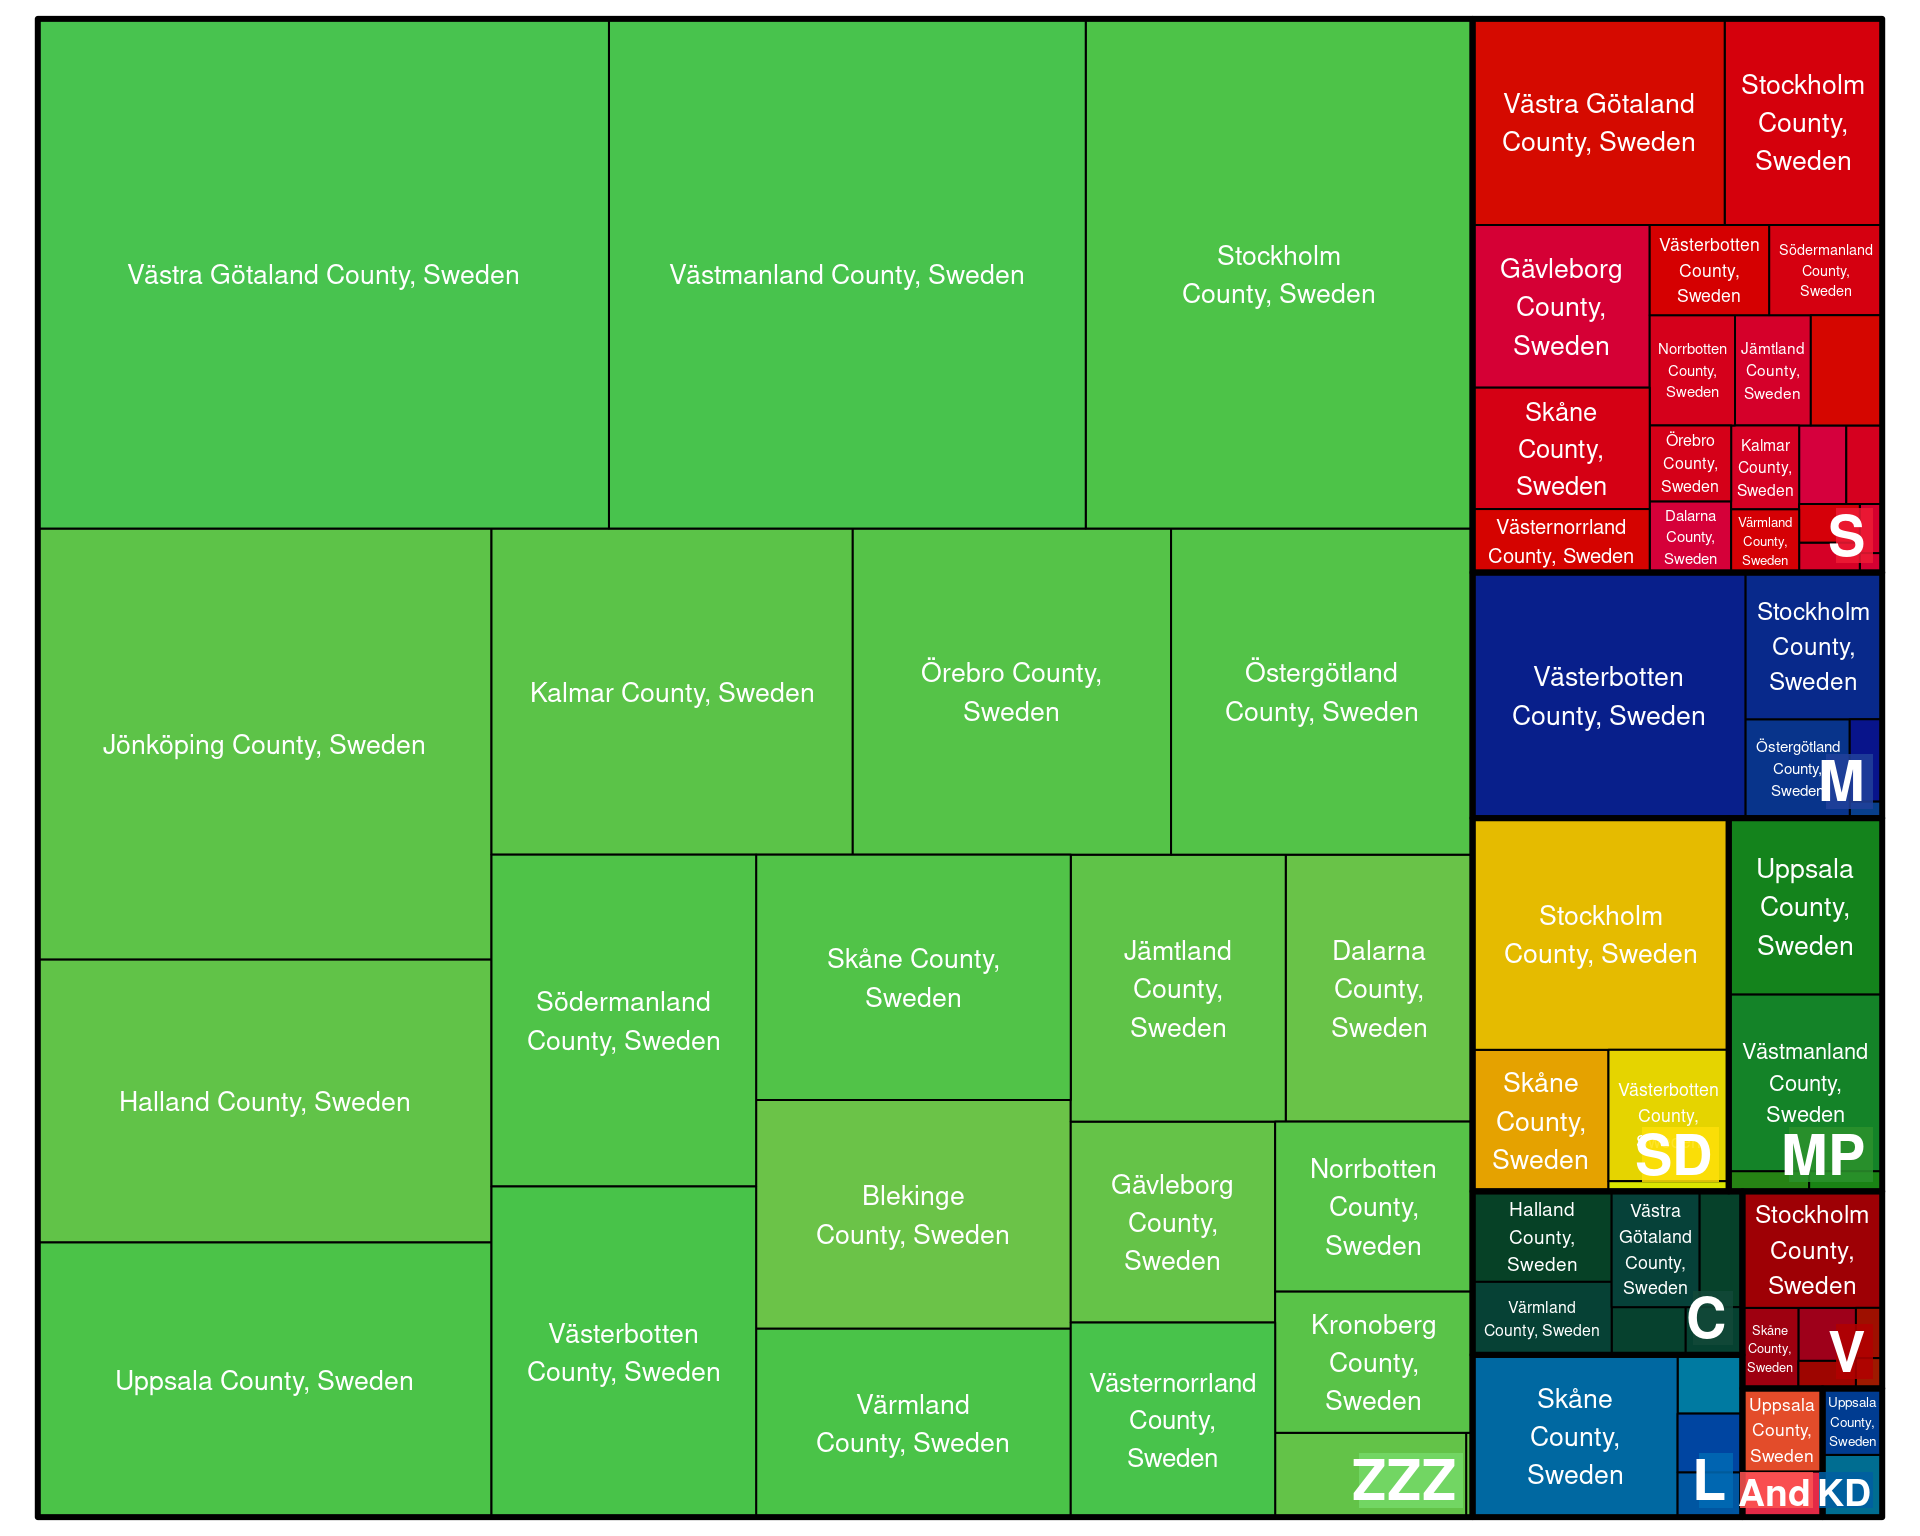 Västra Götaland County, Sweden
Västmanland County, Sweden
Stockholm
County, Sweden
Jönköping County, Sweden
Kalmar County, Sweden
Örebro County,
Sweden
Östergötland
County, Sweden
Halland County, Sweden
Uppsala County, Sweden
Södermanland
County, Sweden
Västerbotten
County, Sweden
Skåne County,
Sweden
Blekinge
County, Sweden
Värmland
County, Sweden
Jämtland
County,
Sweden
Dalarna
County,
Sweden
Gävleborg
County,
Sweden
Västernorrland
County,
Sweden
Norrbotten
County,
Sweden
Kronoberg
County,
Sweden
ZZZ
Västra Götaland
County, Sweden
Stockholm
County,
Sweden
Gävleborg
County,
Sweden
Skåne
County,
Sweden
Västernorrland
County, Sweden
Västerbotten
County,
Sweden
Södermanland
County,
Sweden
Norrbotten
County,
Sweden
Jämtland
County,
Sweden
Örebro
County,
Sweden
Kalmar
County,
Sweden
Dalarna
County,
Sweden
Värmland
County,
Sweden
S
Västerbotten
County, Sweden
Stockholm
County,
Sweden
Östergötland
County,
Sweden
M
Stockholm
County, Sweden
Skåne
County,
Sweden
Västerbotten
County,
SD
Uppsala
County,
Sweden
Västmanland
County,
Sweden
MP
Halland
County,
Sweden
Värmland
County, Sweden
Västra
Götaland
County,
Sweden
C
Stockholm
County,
Sweden
Skåne
County,
Sweden
V
Skåne
County,
Sweden
L
Uppsala
County,
Sweden
And
Uppsala
County,
Sweden
KD